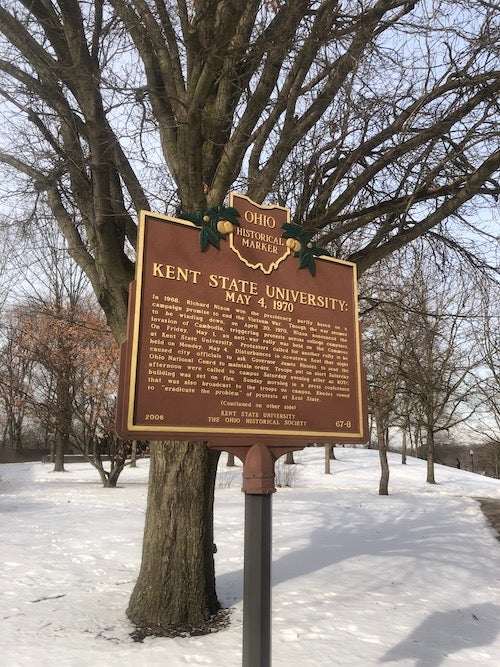 OHIO
HISTORICAL
MARKER
KENT STATE UNIVERSITY:
MAY 4, 1970
In 1968, Richard Nixon won the presidency partly based on a
campaign promise to end the Vietnam War. Though the war seemed
to be winding down, on April 30, 1970, Nixon announced the
invasion of Cambodia, triggering protests across college campuses.
On Friday, May 1, an anti-war rally was held on the Commons
at Kent State University. Protestors called for another rally to be
held on Monday, May 4. Disturbances in downtown Kent that night
caused city officials to ask Governor James Rhodes to send the
Ohio National Guard to maintain order. Troops put on alert Saturday
afternoon were called to campus Saturday evening after an ROTC
building was set on fire. Sunday morning in a press conference
that was also broadcast to the troops on campus, Rhodes vowed
to "eradicate the problem" of protests at Kent State.
(Continued on other side)
KENT STATE UNIVERSITY
2006 THE OHIO HISTORICAL SOCIETY 67-8